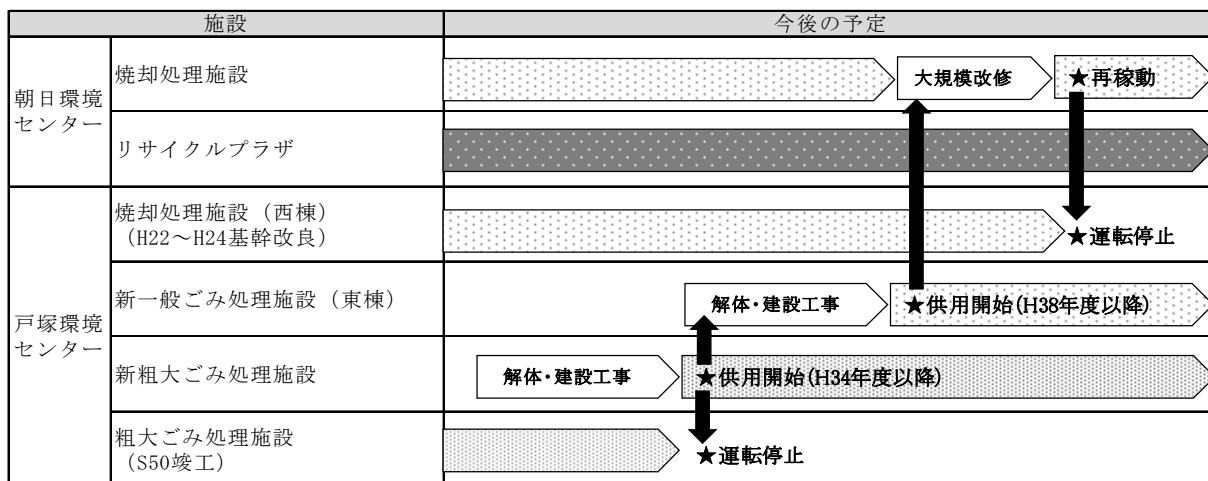 施設
今後の予定
朝日環境
センター
焼却処理施設
大規模改修
★再稼動
リサイクルプラザ
戸塚環境
センター
焼却処理施設（西棟）
（H22～H24基幹改良）
★運転停止
新一般ごみ処理施設（東棟）
解体・建設工事
★供用開始(H38年度以降)
新粗大ごみ処理施設
解体・建設工事
★供用開始(H34年度以降)
粗大ごみ処理施設
（S50竣工）
★運転停止